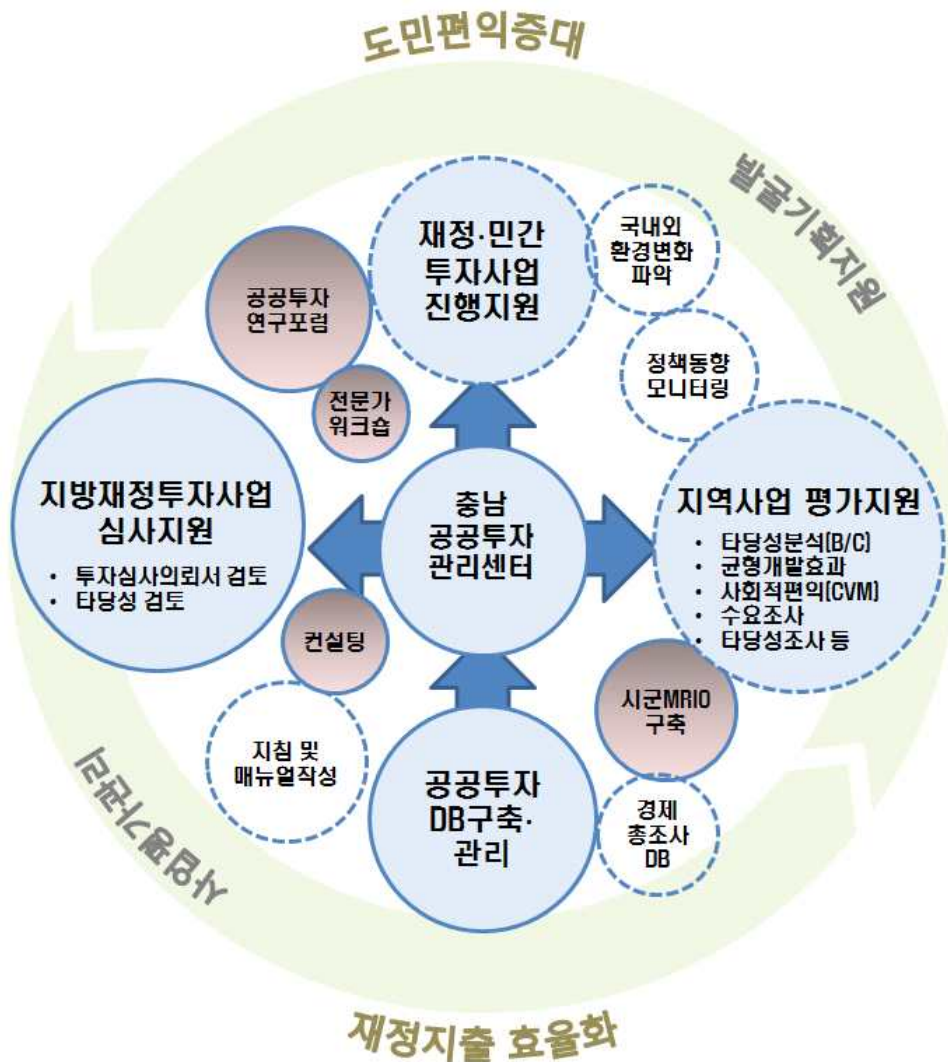 도민편익증대
발굴기획지원
재정·민간
투자사업
진행지원
국내외
환경변화
파악
공공투자
연구포럼
정책동향
모니터링
전문가
워크숍
지방재정투자사업
심사지원
• 투자심사의뢰서 검토
• 타당성 검토
충남
공공투자
관리센터
지역사업 평가지원
• 타당성분석(B/C)
• 균형개발효과
• 사회적편익(CVM)
• 수요조사
• 타당성조사 등
컨설팅
시군MRIO
구축
지침 및
매뉴얼작성
공공투자
DB구축·
관리
경제
총조사
DB
사업평가관리
재정지출 효율화